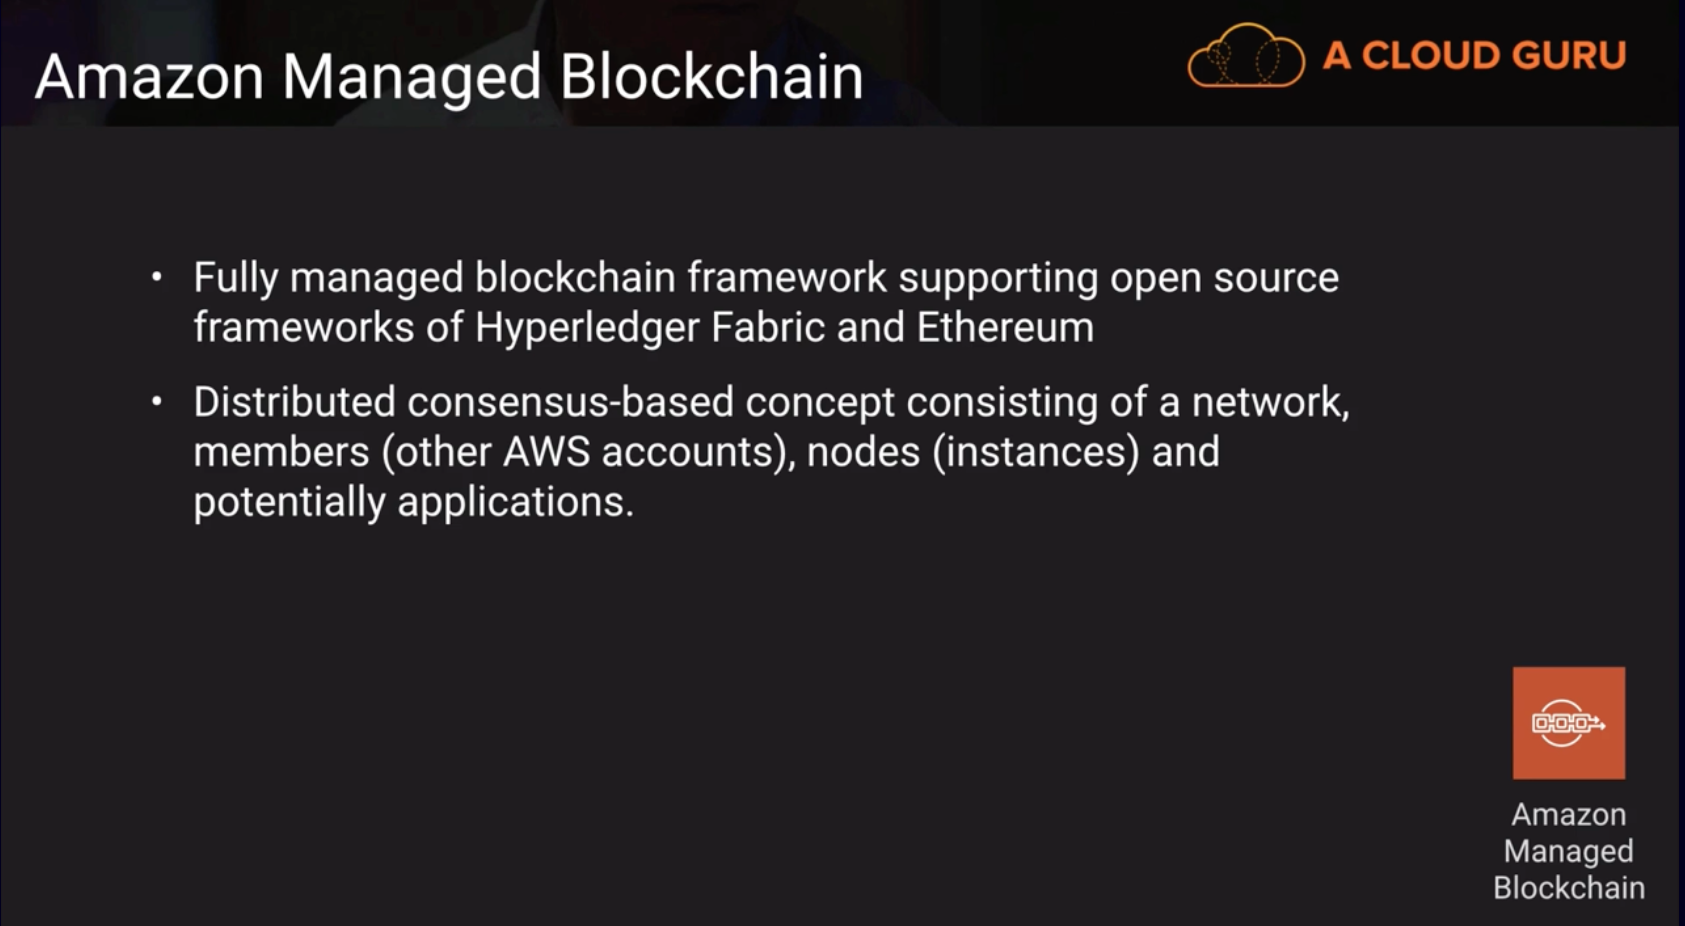 Amazon Managed Blockchain
A CLOUD GURU
• Fully managed blockchain framework supporting open source
frameworks of Hyperledger Fabric and Ethereum
• Distributed consensus-based concept consisting of a network,
members (other AWS accounts), nodes (instances) and
potentially applications.
Amazon
Managed
Blockchain